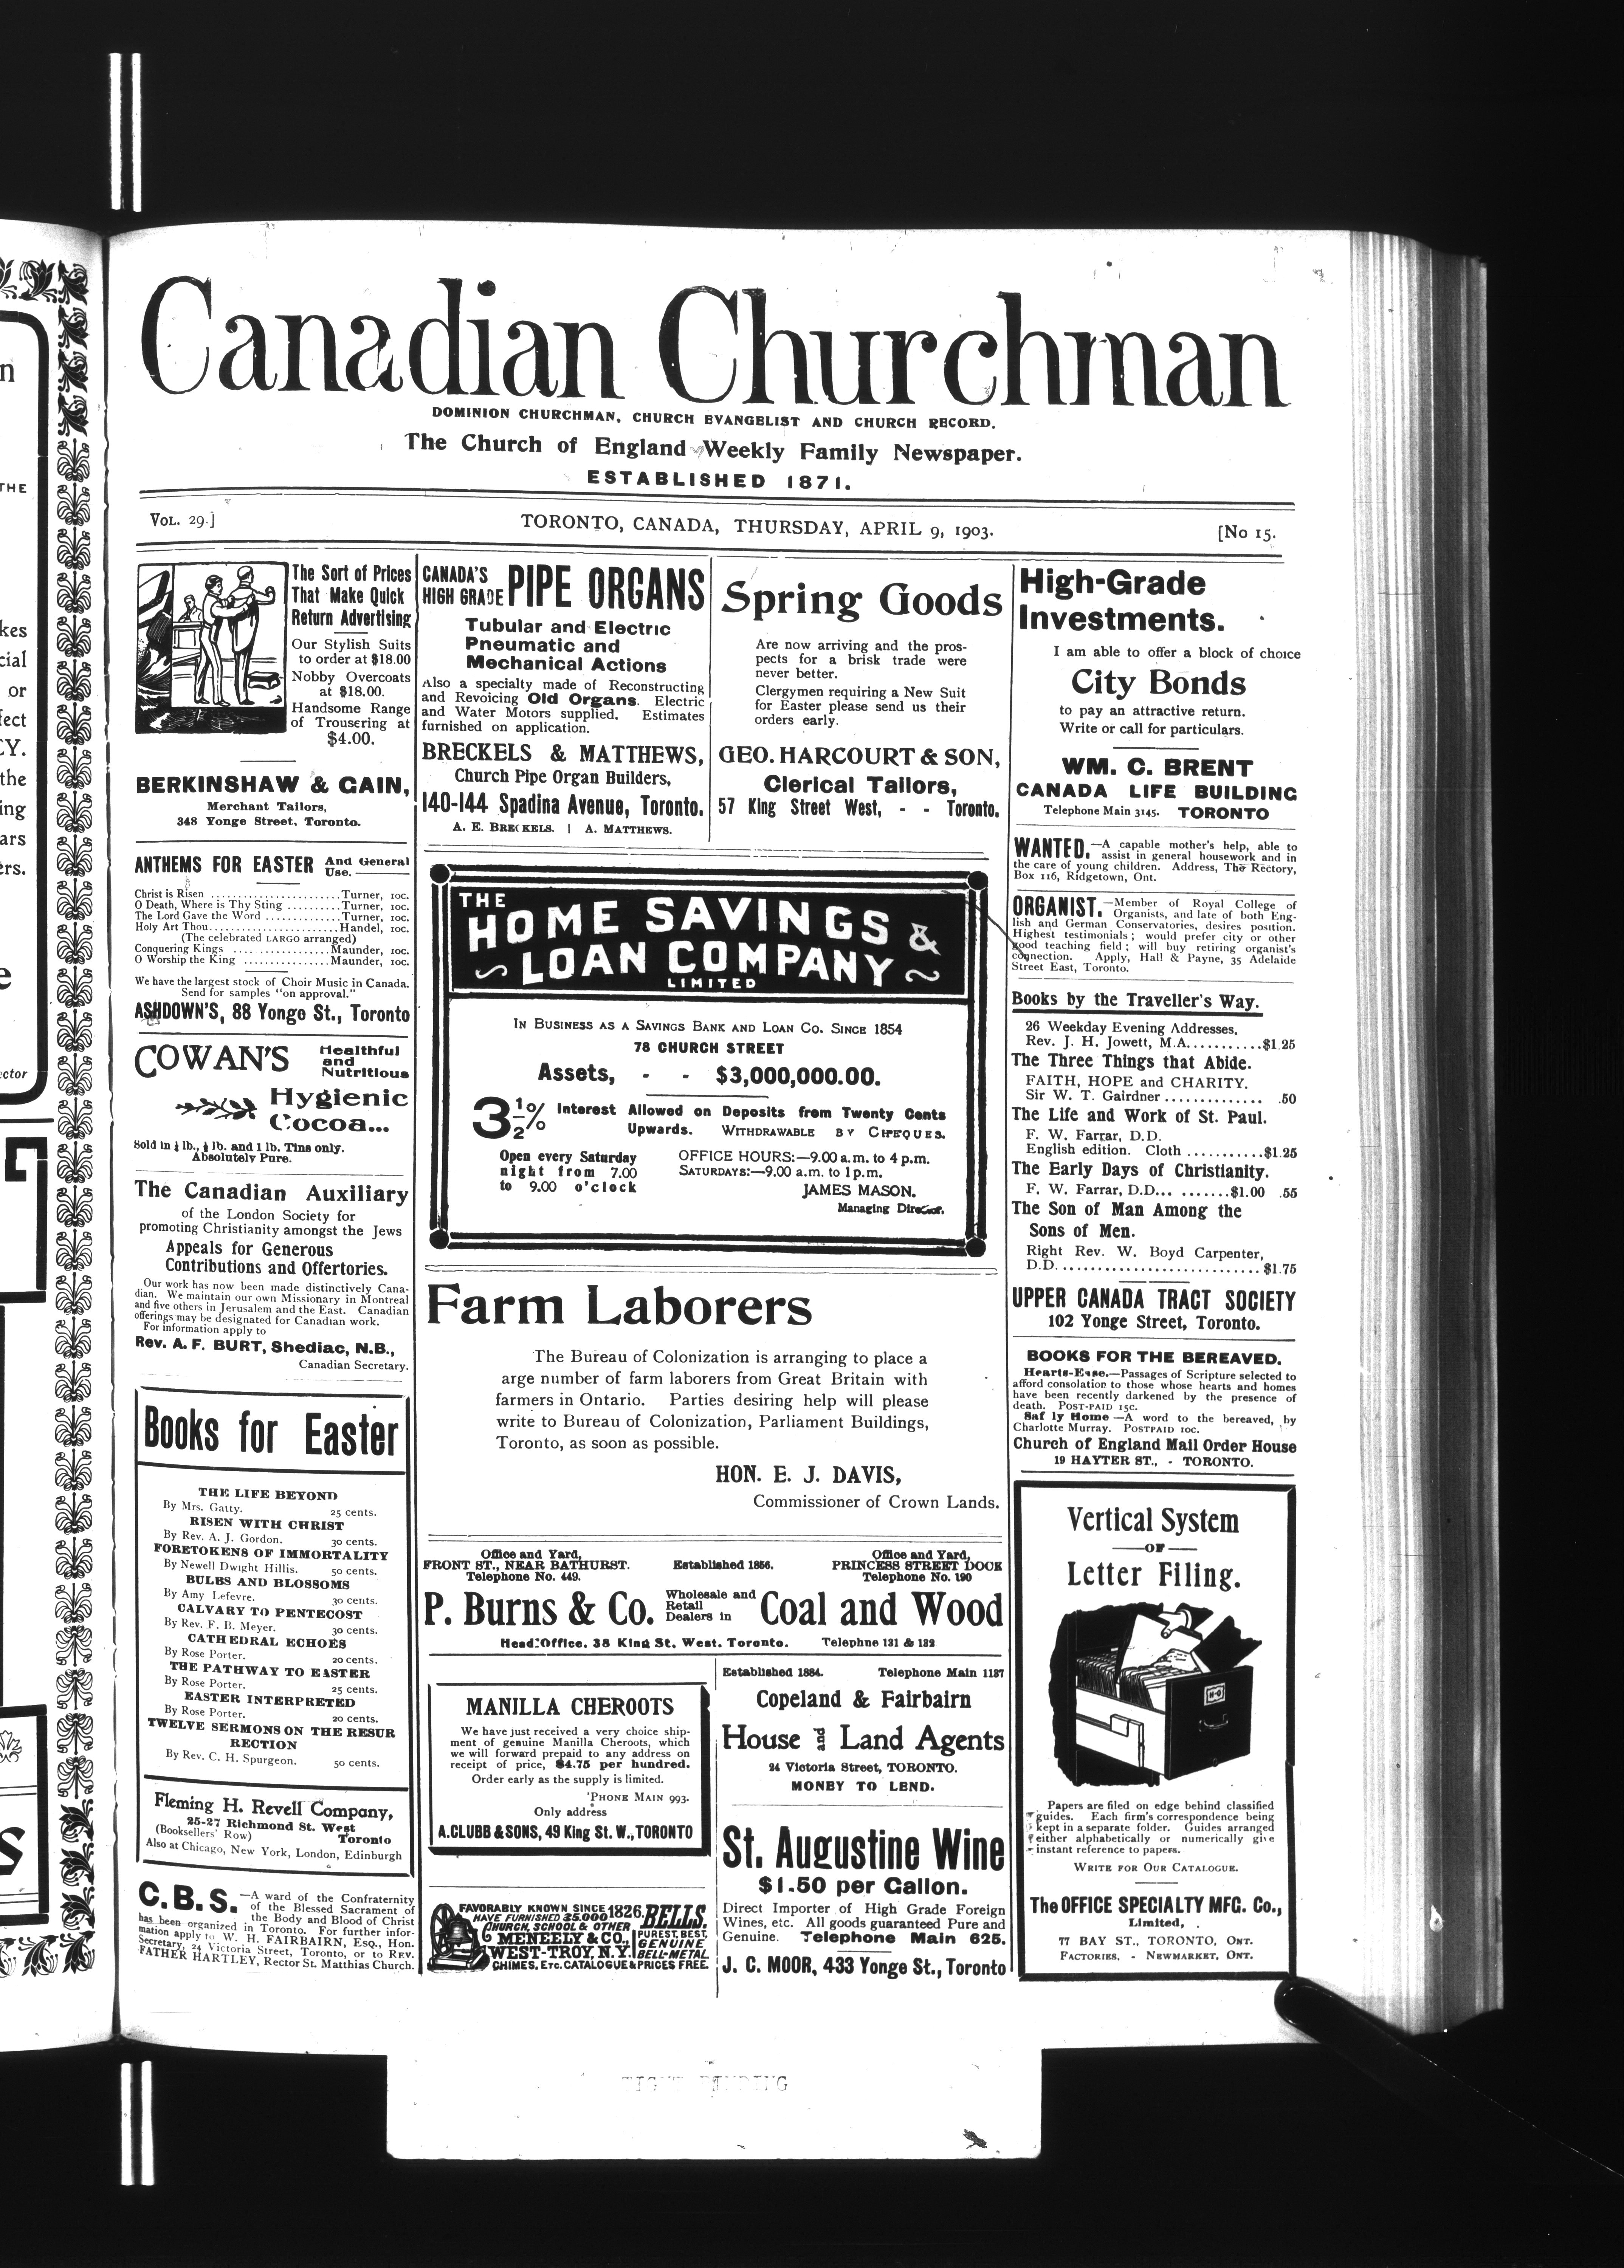 Canadian Churchman
DOMINION CHURCHMAN, CHURCH EVANGELIST AND CHURCH RECORD.
The Church of England Weekly Family Newspaper.
ESTABLISHED 1871.
VOL. 29.]
TORONTO, CANADA, THURSDAY, APRIL 9, 1903.
[No 15.
The Sort of Prices
That Make Quick
Return Advertising
Our Stylish Suits
to order at $18.00
Nobby Overcoats
at $18.00.
Handsome Range
of Trousering at
$4.00.
BERKINSHAW & GAIN,
Merchant Tailors,
348 Yonge Street, Toronto.
ANTHEMS FOR EASTER And General
Use.
Christ is Risen ........................Turner, 10c.
O Death, Where is Thy Sting ..........Turner, 10c.
The Lord Gave the Word ..............Turner, 10c.
Holy Art Thou........................Handel, 10c.
(The celebrated LARGO arranged)
Conquering Kings ..................Maunder, 10c.
O Worship the King ................Maunder, 10c.
We have the largest stock of Choir Music in Canada.
Send for samples "on approval."
ASHDOWN'S, 88 Yonge St., Toronto
COWAN'S
Healthful
and
Nutritious
Hygienic
Cocoa...
Sold in ¼ lb., ½ lb. and 1 lb. Tins only.
Absolutely Pure.
The Canadian Auxiliary
of the London Society for
promoting Christianity amongst the Jews
Appeals for Generous
Contributions and Offertories.
Our work has now been made distinctively Cana-
dian. We maintain our own Missionary in Montreal
and five others in Jerusalem and the East. Canadian
offerings may be designated for Canadian work.
For information apply to
Rev. A. F. BURT, Shediac, N.B.,
Canadian Secretary.
Books for Easter
THE LIFE BEYOND
By Mrs. Gatty. 25 cents.
RISEN WITH CHRIST
By Rev. A. J. Gordon. 30 cents.
FORETOKENS OF IMMORTALITY
By Newell Dwight Hillis. 50 cents.
BULBS AND BLOSSOMS
By Amy Lefevre. 30 cents.
CALVARY TO PENTECOST
By Rev. F. B. Meyer. 30 cents.
CATHEDRAL ECHOES
By Rose Porter. 20 cents.
THE PATHWAY TO EASTER
By Rose Porter. 25 cents.
EASTER INTERPRETED
By Rose Porter. 20 cents.
TWELVE SERMONS ON THE RESUR
RECTION
By Rev. C. H. Spurgeon. 50 cents.
Fleming H. Revell Company,
25-27 Richmond St. West
(Booksellers' Row) Toronto
Also at Chicago, New York, London, Edinburgh
C.B.S.—A ward of the Confraternity
of the Blessed Sacrament of
the Body and Blood of Christ
has been organized in Toronto. For further infor-
mation apply to W. H. FAIRBAIRN, ESQ., Hon.
Secretary, 24 Victoria Street, Toronto, or to REV.
FATHER HARTLEY, Rector St. Matthias Church.
CANADA'S
HIGH GRADE PIPE ORGANS
Tubular and Electric
Pneumatic and
Mechanical Actions
Also a specialty made of Reconstructing
and Revoicing Old Organs. Electric
and Water Motors supplied. Estimates
furnished on application.
BRECKELS & MATTHEWS,
Church Pipe Organ Builders,
140-144 Spadina Avenue, Toronto.
A. E. BRECKELS. | A. MATTHEWS.
Spring Goods
Are now arriving and the pros-
pects for a brisk trade were
never better.
Clergymen requiring a New Suit
for Easter please send us their
orders early.
GEO. HARCOURT & SON,
Clerical Tailors,
57 King Street West, - - Toronto.
THE
HOME SAVINGS &
LOAN COMPANY
LIMITED
IN BUSINESS AS A SAVINGS BANK AND LOAN CO. SINCE 1854
78 CHURCH STREET
Assets, - - $3,000,000.00.
3½% Interest Allowed on Deposits from Twenty Cents
Upwards. WITHDRAWABLE BY CHEQUES.
Open every Saturday
night from 7.00
to 9.00 o'clock
OFFICE HOURS:—9.00 a.m. to 4 p.m.
SATURDAYS:—9.00 a.m. to 1 p.m.
JAMES MASON.
Managing Director.
Farm Laborers
The Bureau of Colonization is arranging to place a
arge number of farm laborers from Great Britain with
farmers in Ontario. Parties desiring help will please
write to Bureau of Colonization, Parliament Buildings,
Toronto, as soon as possible.
HON. E. J. DAVIS,
Commissioner of Crown Lands.
Office and Yard,
FRONT ST., NEAR BATHURST.
Telephone No. 449.
Established 1856.
Office and Yard,
PRINCESS STREET DOCK
Telephone No. 190
P. Burns & Co. Wholesale and
Retail
Dealers in Coal and Wood
Head Office, 38 King St. West. Toronto. Telephne 131 & 132
MANILLA CHEROOTS
We have just received a very choice ship-
ment of genuine Manilla Cheroots, which
we will forward prepaid to any address on
receipt of price, $4.75 per hundred.
Order early as the supply is limited.
'PHONE MAIN 993.
Only address
A. CLUBB & SONS, 49 King St. W., TORONTO
FAVORABLY KNOWN SINCE 1826. BELLS.
HAVE FURNISHED 35.000
CHURCH, SCHOOL & OTHER
MENEELY & CO.,
WEST-TROY, N.Y.
PUREST, BEST,
GENUINE
BELL-METAL
CHIMES, ETC. CATALOGUE & PRICES FREE.
Established 1884. Telephone Main 1137
Copeland & Fairbairn
House and Land Agents
24 Victoria Street, TORONTO.
MONEY TO LEND.
St. Augustine Wine
$1.50 per Gallon.
Direct Importer of High Grade Foreign
Wines, etc. All goods guaranteed Pure and
Genuine. Telephone Main 625.
J. C. MOOR, 433 Yonge St., Toronto
High-Grade
Investments.
I am able to offer a block of choice
City Bonds
to pay an attractive return.
Write or call for particulars.
WM. C. BRENT
CANADA LIFE BUILDING
Telephone Main 3145. TORONTO
WANTED.—A capable mother's help, able to
assist in general housework and in
the care of young children. Address, The Rectory,
Box 116, Ridgetown, Ont.
ORGANIST.—Member of Royal College of
Organists, and late of both Eng-
lish and German Conservatories, desires position.
Highest testimonials; would prefer city or other
good teaching field; will buy retiring organist's
connection. Apply, Hall & Payne, 35 Adelaide
Street East, Toronto.
Books by the Traveller's Way.
26 Weekday Evening Addresses.
Rev. J. H. Jowett, M.A...........$1.25
The Three Things that Abide.
FAITH, HOPE and CHARITY.
Sir W. T. Gairdner .............. .50
The Life and Work of St. Paul.
F. W. Farrar, D.D.
English edition. Cloth ...........$1.25
The Early Days of Christianity.
F. W. Farrar, D.D... .......$1.00 .55
The Son of Man Among the
Sons of Men.
Right Rev. W. Boyd Carpenter,
D.D.............................$1.75
UPPER CANADA TRACT SOCIETY
102 Yonge Street, Toronto.
BOOKS FOR THE BEREAVED.
Hearts-Ease.—Passages of Scripture selected to
afford consolation to those whose hearts and homes
have been recently darkened by the presence of
death. POST-PAID 15c.
Saf ly Home—A word to the bereaved, by
Charlotte Murray. POSTPAID 10c.
Church of England Mail Order House
19 HAYTER ST., - TORONTO.
Vertical System
—OF—
Letter Filing.
Papers are filed on edge behind classified
guides. Each firm's correspondence being
kept in a separate folder. Guides arranged
either alphabetically or numerically give
instant reference to papers.
WRITE FOR OUR CATALOGUE.
The OFFICE SPECIALTY MFG. Co.,
Limited,
77 BAY ST., TORONTO, ONT.
FACTORIES, - NEWMARKET, ONT.